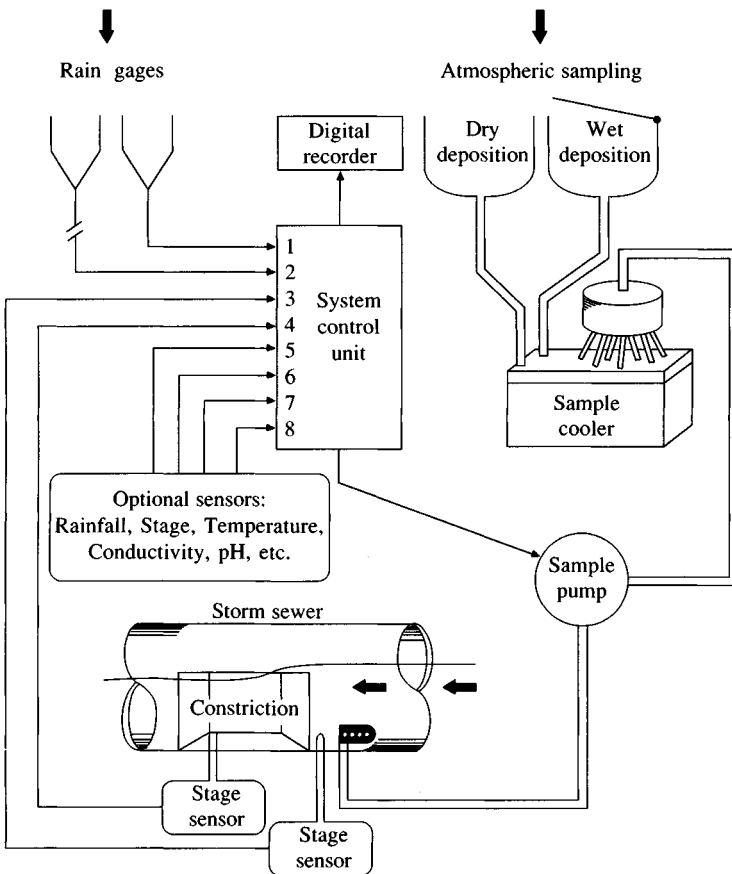 Rain gages
Atmospheric sampling
Digital
recorder
Dry
deposition
Wet
deposition
1
2
3
4
5
6
7
8
System
control
unit
Sample
cooler
Optional sensors:
Rainfall, Stage, Temperature,
Conductivity, pH, etc.
Sample
pump
Storm sewer
Constriction
Stage
sensor
Stage
sensor